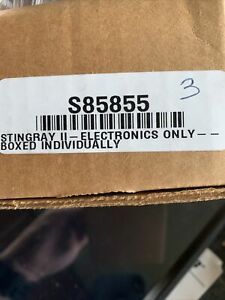 S85855
3
STINGRAY II-ELECTRONICS ONLY--
BOXED INDIVIDUALLY